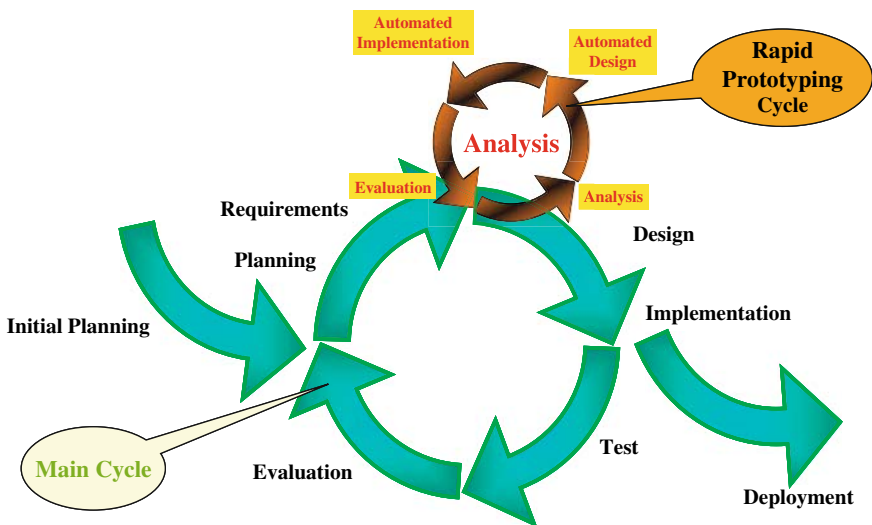 Automated
Implementation
Automated
Design
Rapid
Prototyping
Cycle
Analysis
Evaluation
Analysis
Requirements
Design
Planning
Initial Planning
Implementation
Main Cycle
Evaluation
Test
Deployment